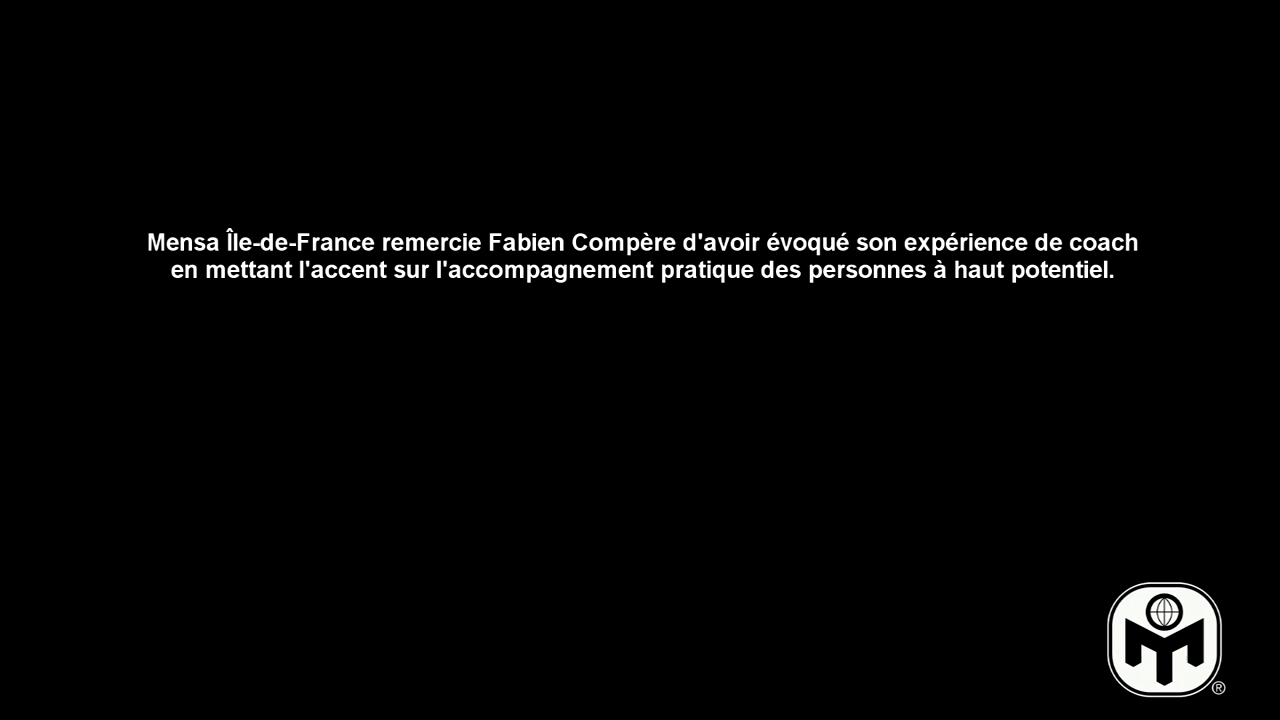 Mensa Île-de-France remercie Fabien Compère d'avoir évoqué son expérience de coach
en mettant l'accent sur l'accompagnement pratique des personnes à haut potentiel.
®